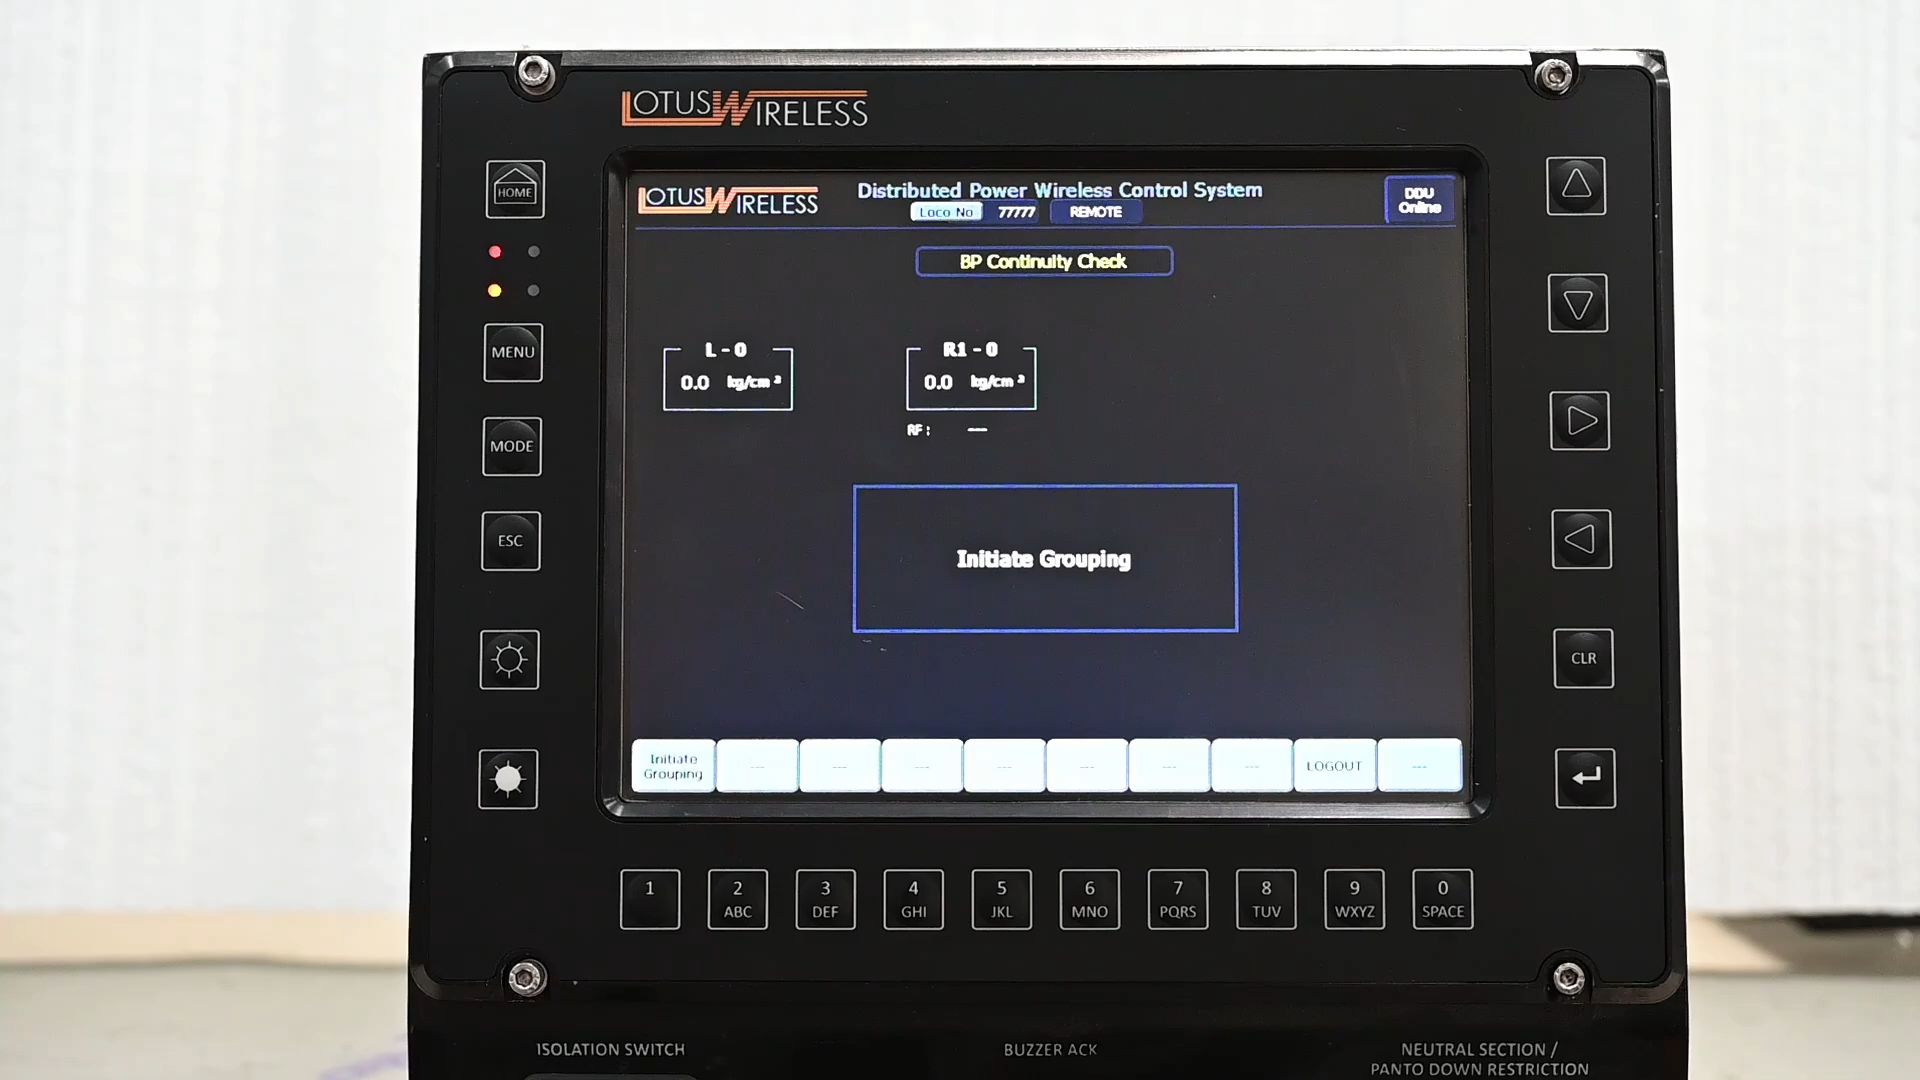 LOTUSWIRELESS
HOME
MENU
MODE
ESC
LOTUSWIRELESS
Distributed Power Wireless Control System
Loco No 77777 REMOTE
DDU
Online
BP Continuity Check
L - 0
0.0 kg/cm²
R1 - 0
0.0 kg/cm²
RF : ---
Initiate Grouping
Initiate
Grouping
--- --- --- --- --- --- --- LOGOUT ---
CLR
1 2 3 4 5 6 7 8 9 0
ABC DEF GHI JKL MNO PQRS TUV WXYZ SPACE
ISOLATION SWITCH
BUZZER ACK
NEUTRAL SECTION /
PANTO DOWN RESTRICTION